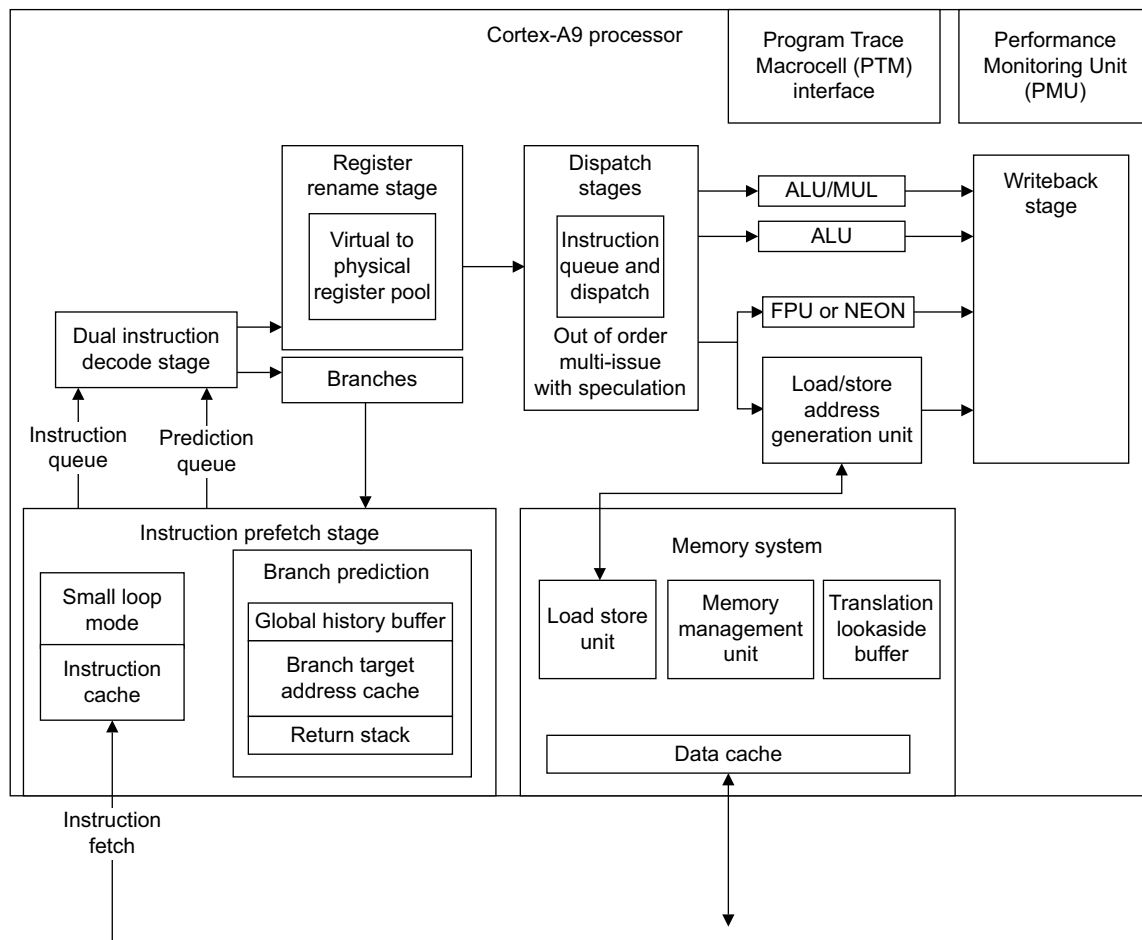 Cortex-A9 processor
Program Trace
Macrocell (PTM)
interface
Performance
Monitoring Unit
(PMU)
Register
rename stage
Virtual to
physical
register pool
Dispatch
stages
Instruction
queue and
dispatch
Out of order
multi-issue
with speculation
ALU/MUL
ALU
FPU or NEON
Load/store
address
generation unit
Writeback
stage
Dual instruction
decode stage
Branches
Instruction
queue
Prediction
queue
Instruction prefetch stage
Small loop
mode
Instruction
cache
Branch prediction
Global history buffer
Branch target
address cache
Return stack
Memory system
Load store
unit
Memory
management
unit
Translation
lookaside
buffer
Data cache
Instruction
fetch